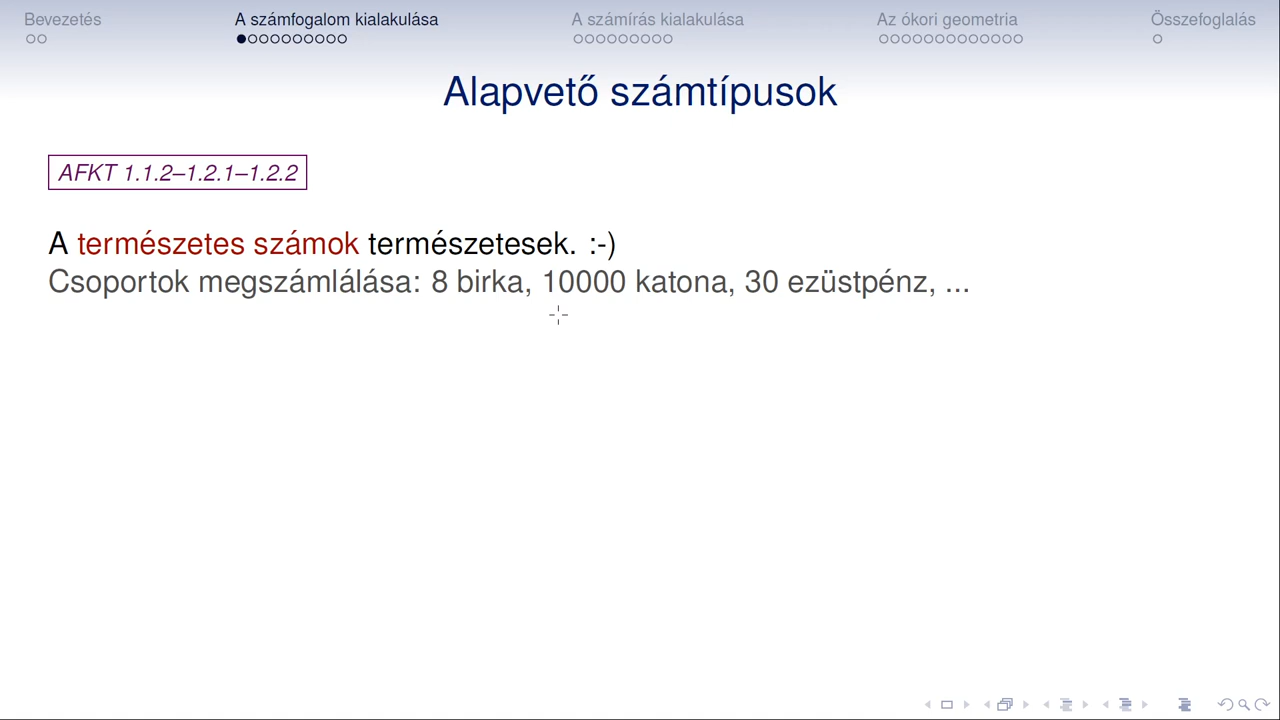 Bevezetés
A számfogalom kialakulása
A számírás kialakulása
Az ókori geometria
Összefoglalás
Alapvető számtípusok
AFKT 1.1.2–1.2.1–1.2.2
A természetes számok természetesek. :-)
Csoportok megszámlálása: 8 birka, 10000 katona, 30 ezüstpénz, ...